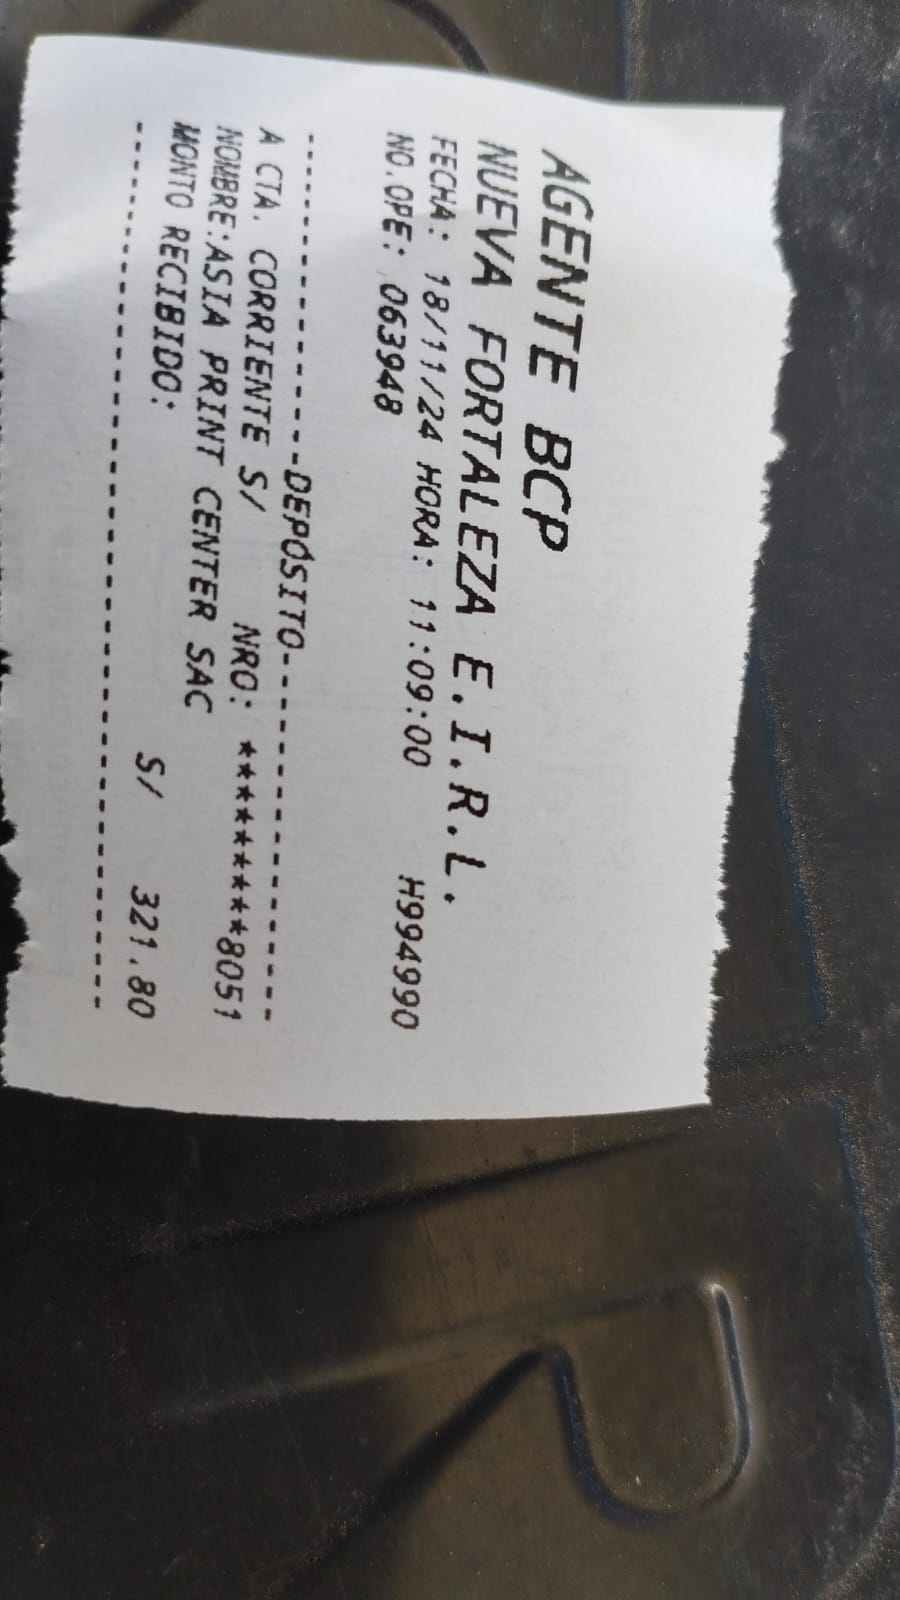 AGENTE BCP
NUEVA FORTALEZA E.I.R.L.
FECHA: 18/11/24 HORA: 11:09:00 H994990
NO.OPE: 063948
------------------DEPÓSITO--------------------
A CTA. CORRIENTE S/ NRO: *********8051
NOMBRE:ASIA PRINT CENTER SAC
MONTO RECIBIDO: S/ 321.80
----------------------------------------------